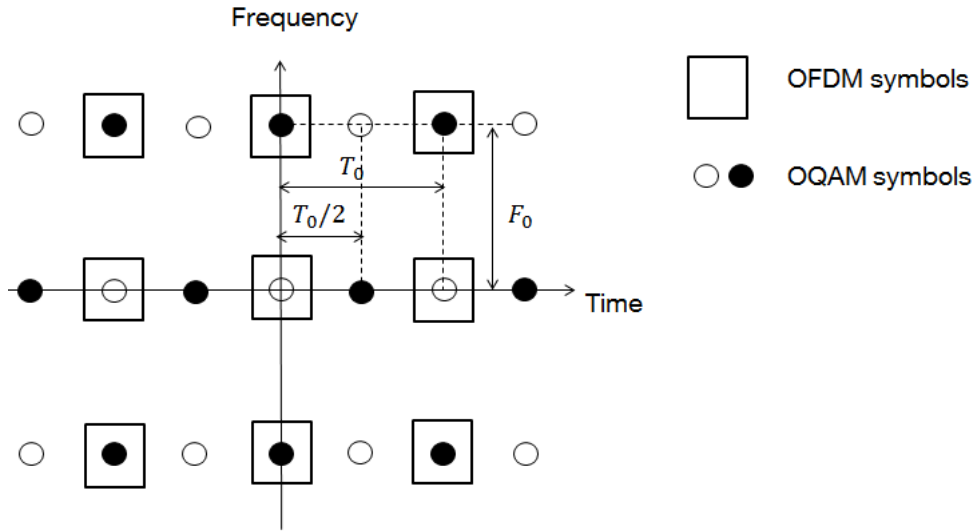 Frequency
OFDM symbols
OQAM symbols
T₀
T₀/2
F₀
Time